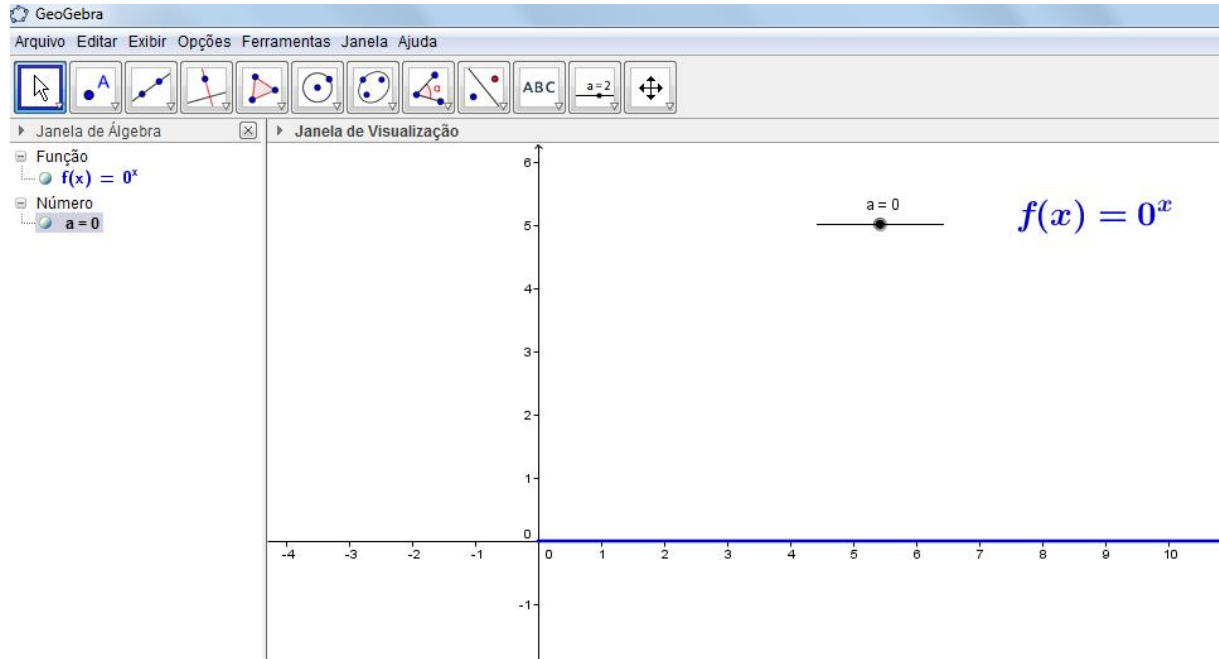 GeoGebra
Arquivo Editar Exibir Opções Ferramentas Janela Ajuda
A
α
ABC
a=2
Janela de Álgebra
Janela de Visualização
Função
f(x) = 0ˣ
Número
a = 0
a = 0
f(x) = 0ˣ
6
5
4
3
2
1
0
-4 -3 -2 -1 0 1 2 3 4 5 6 7 8 9 10
-1